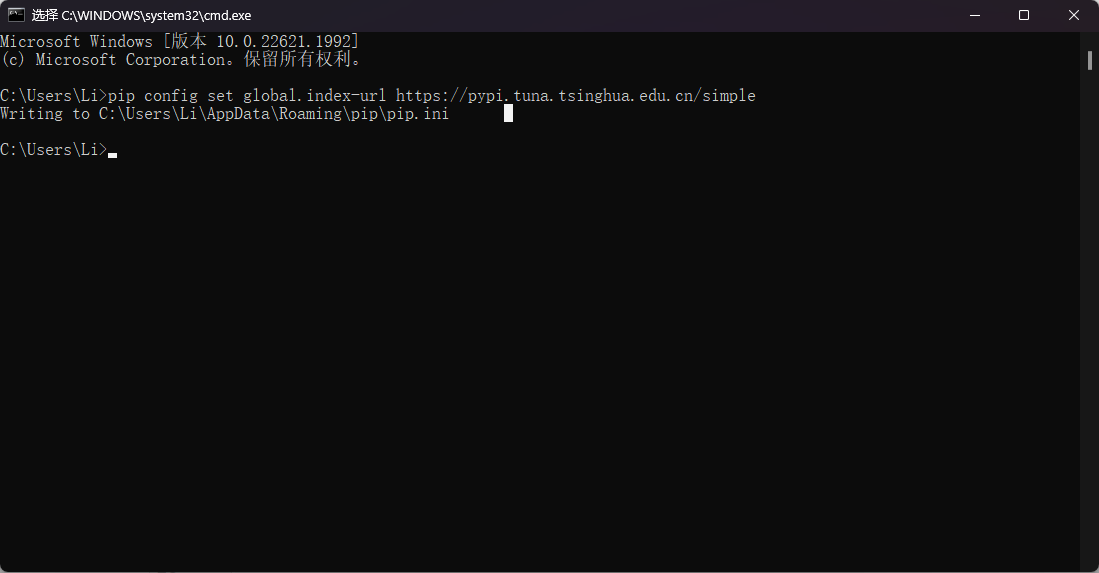 选择 C:\WINDOWS\system32\cmd.exe
Microsoft Windows [版本 10.0.22621.1992]
(c) Microsoft Corporation。保留所有权利。
C:\Users\Li>pip config set global.index-url https://pypi.tuna.tsinghua.edu.cn/simple
Writing to C:\Users\Li\AppData\Roaming\pip\pip.ini
C:\Users\Li>